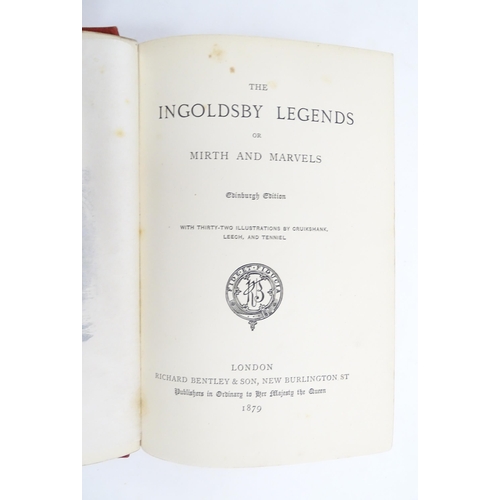 THE
INGOLDSBY LEGENDS
OR
MIRTH AND MARVELS
Edinburgh Edition
WITH THIRTY-TWO ILLUSTRATIONS BY CRUIKSHANK,
LEECH, AND TENNIEL
LONDON
RICHARD BENTLEY & SON, NEW BURLINGTON ST
Publishers in Ordinary to Her Majesty the Queen
1879